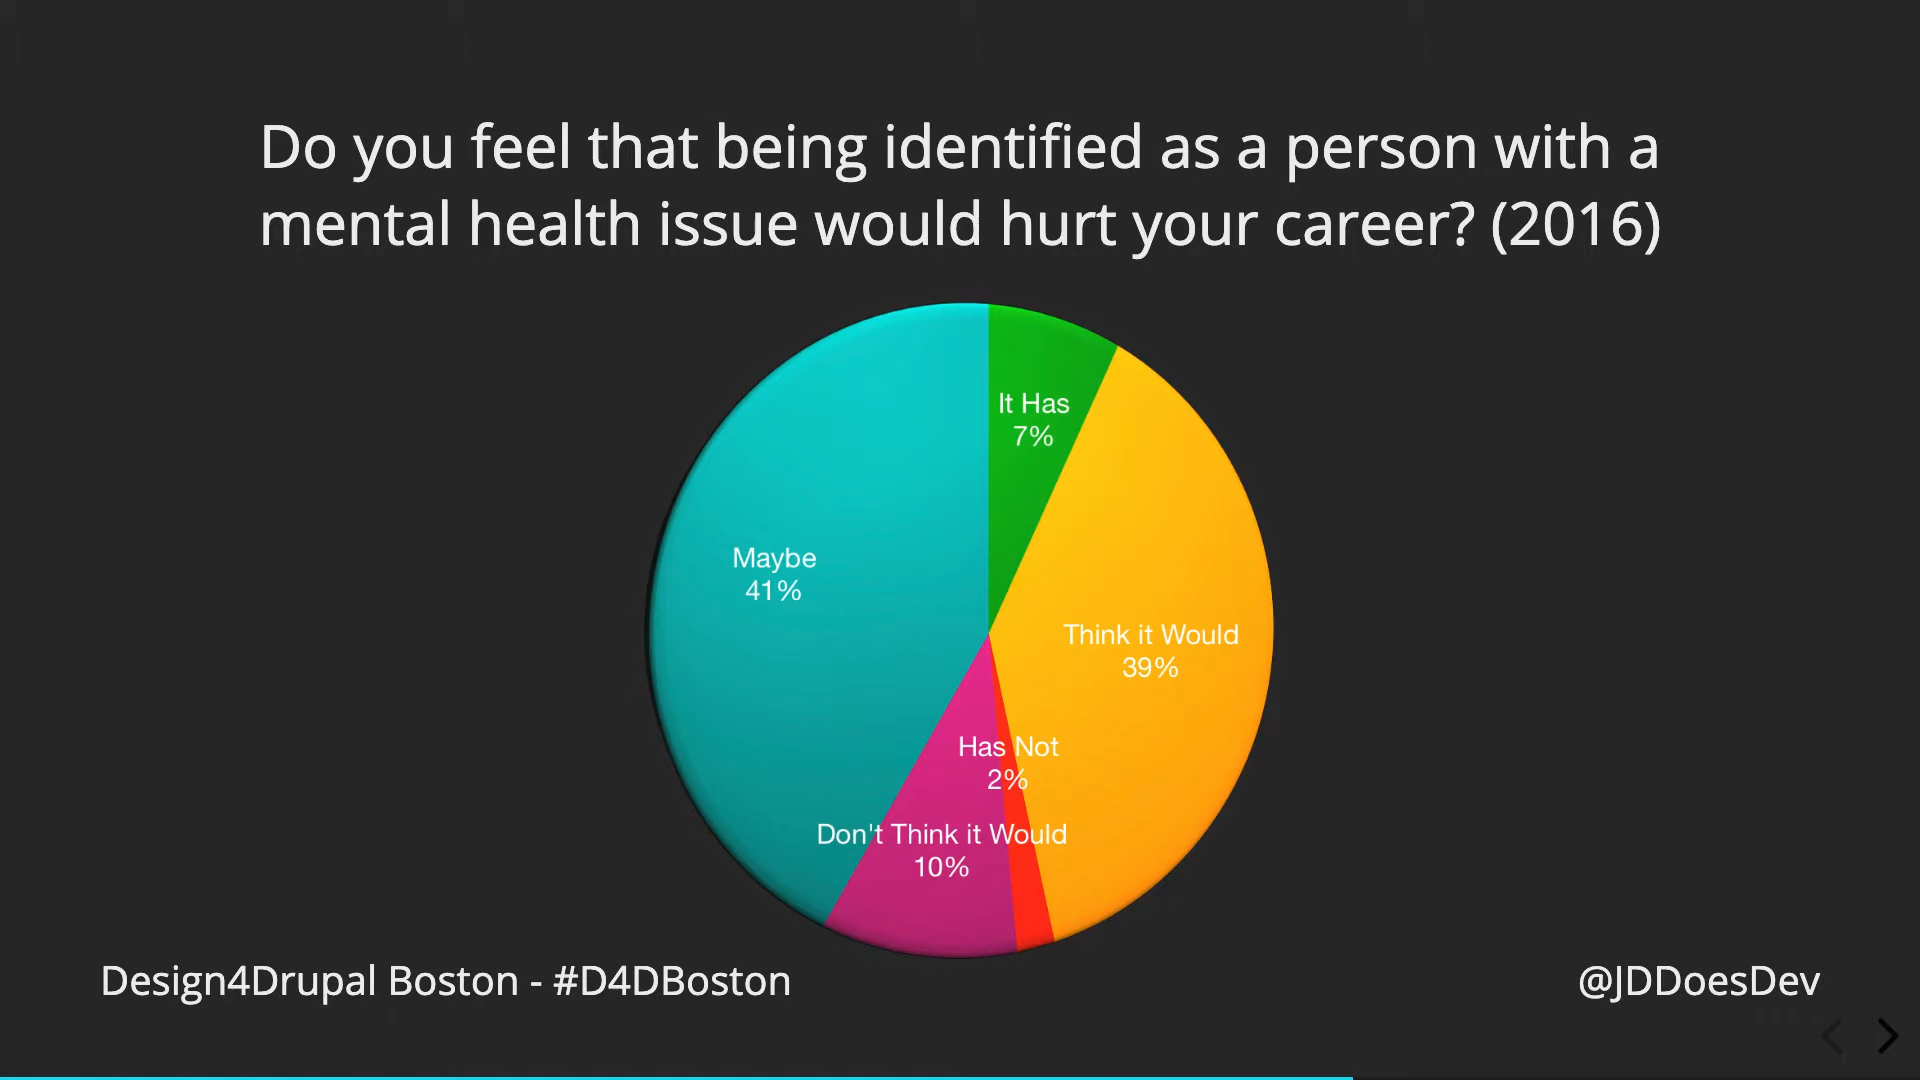 Do you feel that being identified as a person with a
mental health issue would hurt your career? (2016)
It Has
7%
Maybe
41%
Think it Would
39%
Has Not
2%
Don't Think it Would
10%
Design4Drupal Boston - #D4DBoston
@JDDoesDev